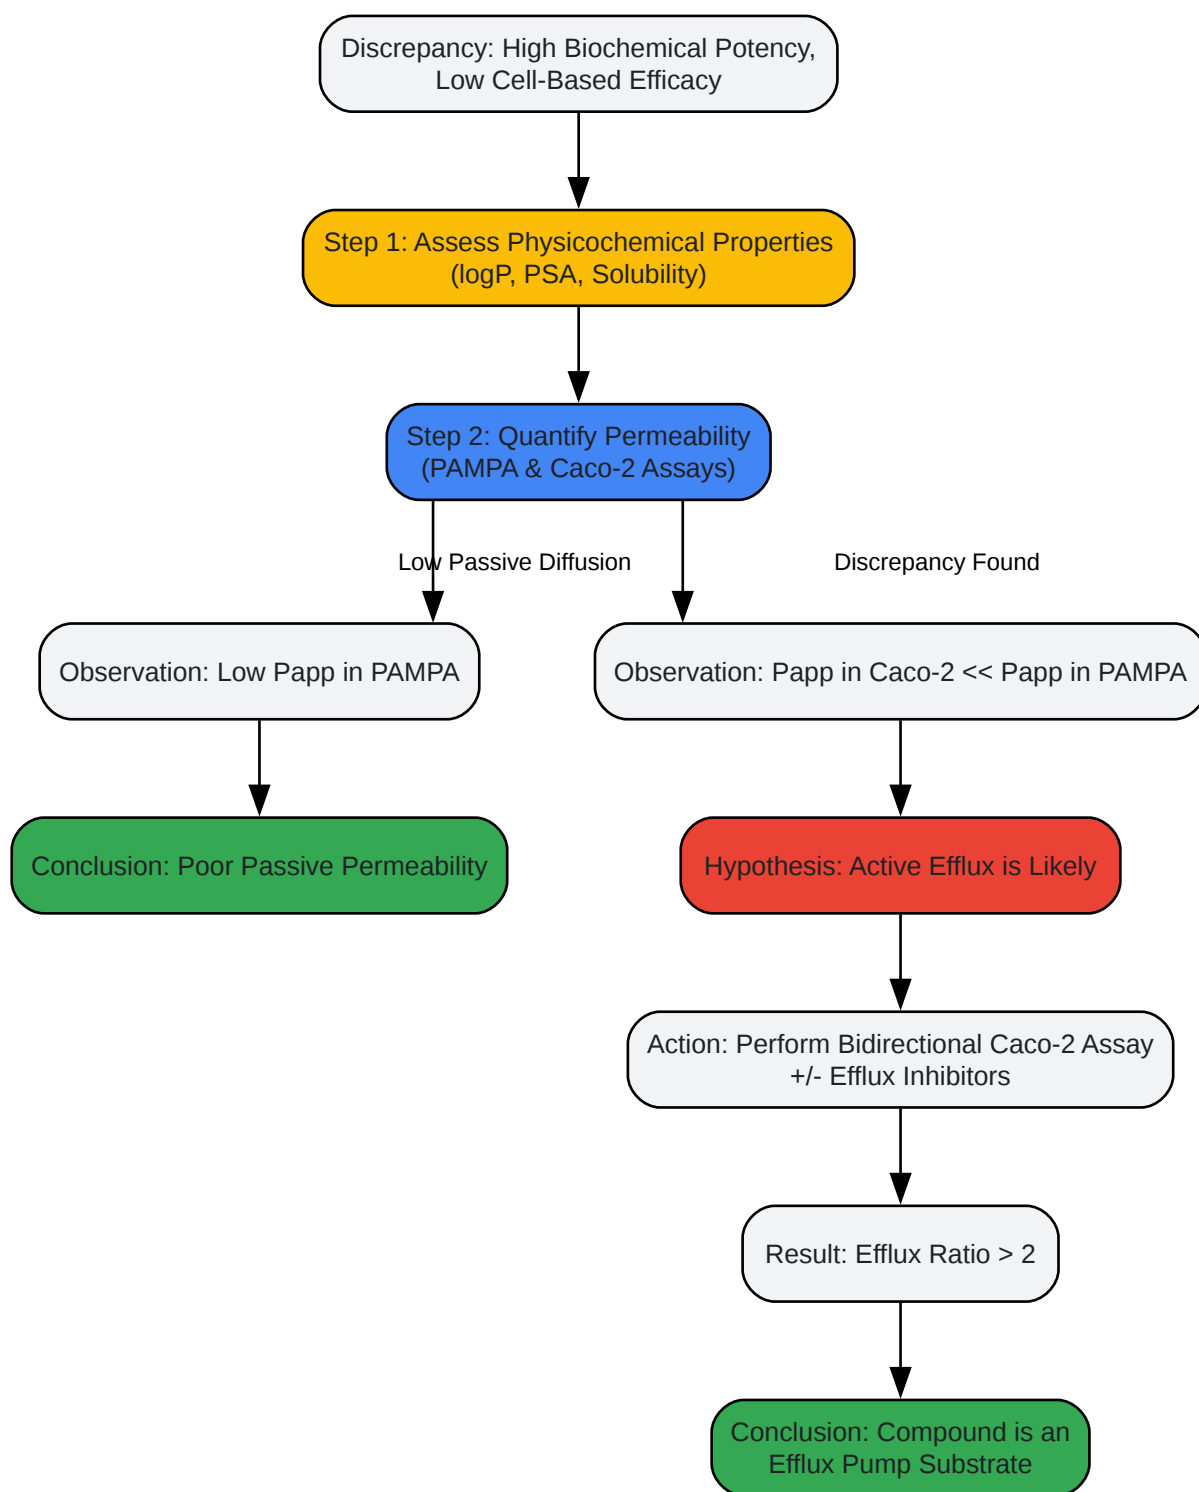 Discrepancy: High Biochemical Potency,
Low Cell-Based Efficacy
Step 1: Assess Physicochemical Properties
(logP, PSA, Solubility)
Step 2: Quantify Permeability
(PAMPA & Caco-2 Assays)
Low Passive Diffusion
Discrepancy Found
Observation: Low Papp in PAMPA
Observation: Papp in Caco-2 << Papp in PAMPA
Conclusion: Poor Passive Permeability
Hypothesis: Active Efflux is Likely
Action: Perform Bidirectional Caco-2 Assay
+/- Efflux Inhibitors
Result: Efflux Ratio > 2
Conclusion: Compound is an
Efflux Pump Substrate